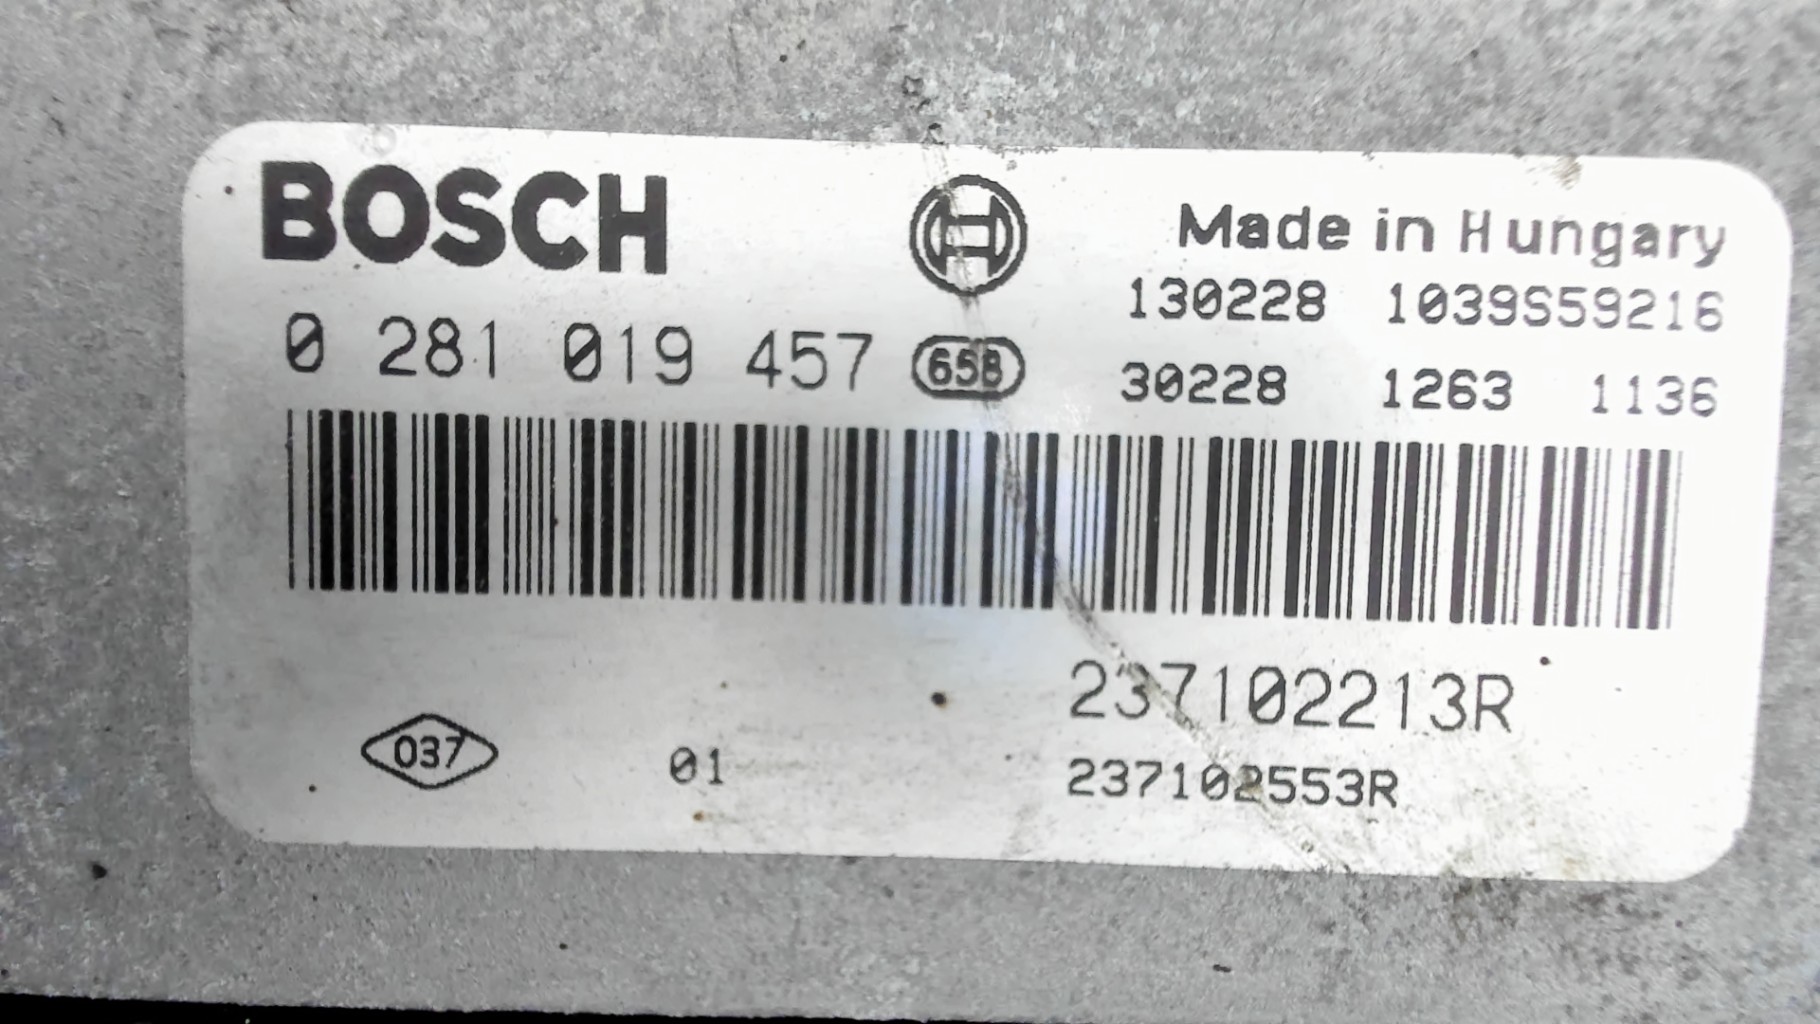 BOSCH
Made in Hungary
130228 1039S59216
0 281 019 457 658
30228 1263 1136
237102213R
037 01
237102553R